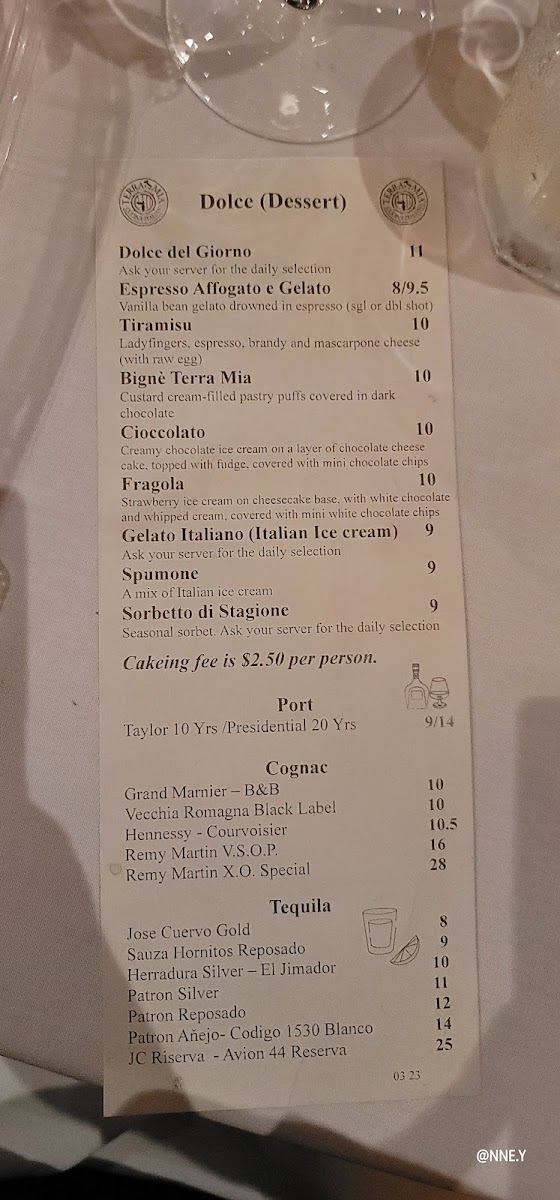 TERRA MIA
Dolce (Dessert)
TERRA MIA
Dolce del Giorno 11
Ask your server for the daily selection
Espresso Affogato e Gelato 8/9.5
Vanilla bean gelato drowned in espresso (sgl or dbl shot)
Tiramisu 10
Ladyfingers, espresso, brandy and mascarpone cheese
(with raw egg)
Bignè Terra Mia 10
Custard cream-filled pastry puffs covered in dark
chocolate
Cioccolato 10
Creamy chocolate ice cream on a layer of chocolate cheese
cake, topped with fudge, covered with mini chocolate chips
Fragola 10
Strawberry ice cream on cheesecake base, with white chocolate
and whipped cream, covered with mini white chocolate chips
Gelato Italiano (Italian Ice cream) 9
Ask your server for the daily selection
Spumone 9
A mix of Italian ice cream
Sorbetto di Stagione 9
Seasonal sorbet. Ask your server for the daily selection
Cakeing fee is $2.50 per person.
Port
Taylor 10 Yrs /Presidential 20 Yrs 9/14
Cognac
Grand Marnier – B&B 10
Vecchia Romagna Black Label 10
Hennessy - Courvoisier 10.5
Remy Martin V.S.O.P. 16
Remy Martin X.O. Special 28
Tequila
Jose Cuervo Gold 8
Sauza Hornitos Reposado 9
Herradura Silver – El Jimador 10
Patron Silver 11
Patron Reposado 12
Patron Añejo- Codigo 1530 Blanco 14
JC Riserva - Avion 44 Reserva 25
03 23
@NNE.Y